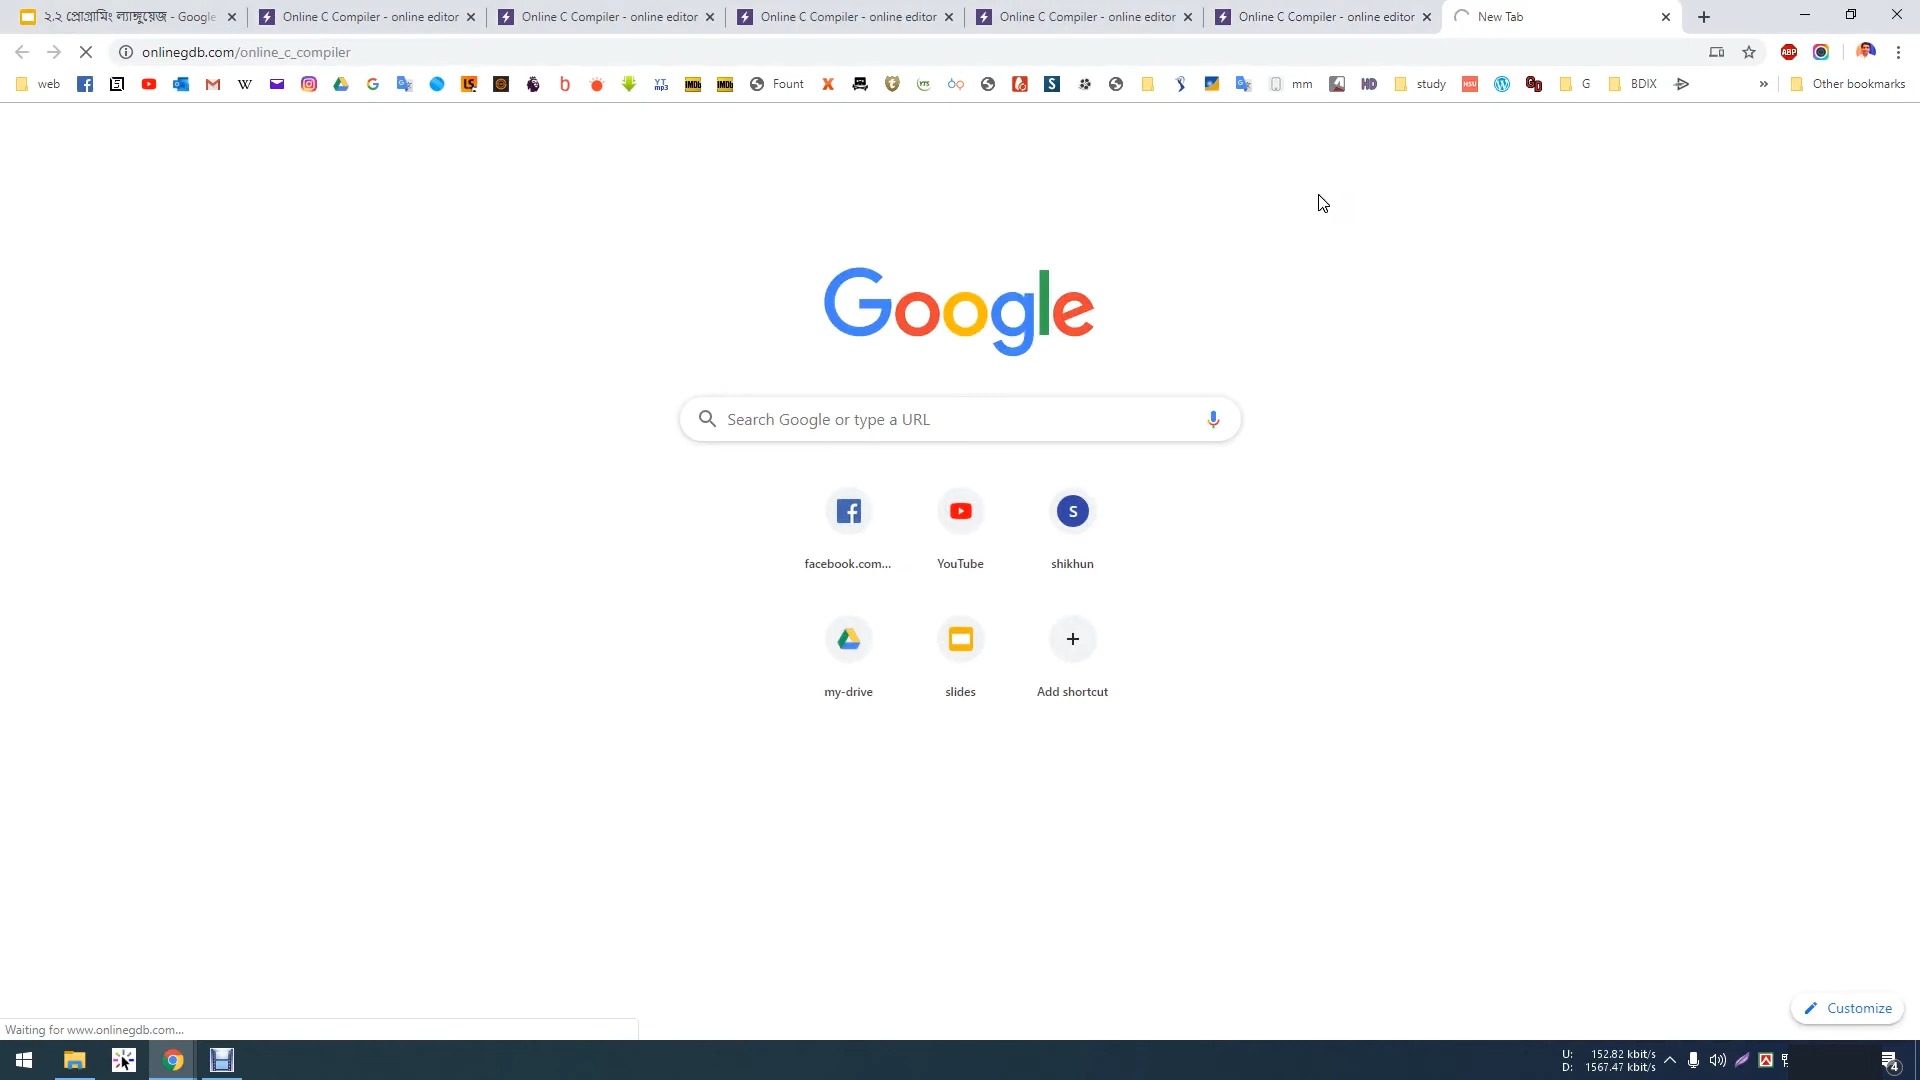 ২.২ প্রোগ্রামিং ল্যাঙ্গুয়েজ - Google
Online C Compiler - online editor
Online C Compiler - online editor
Online C Compiler - online editor
Online C Compiler - online editor
Online C Compiler - online editor
New Tab
onlinegdb.com/online_c_compiler
web
Fount
mm
study
G
BDIX
Other bookmarks
Google
Search Google or type a URL
facebook.com...
YouTube
S
shikhun
my-drive
slides
Add shortcut
Customize
Waiting for www.onlinegdb.com...
U: 152.82 kbit/s
D: 1567.47 kbit/s
4